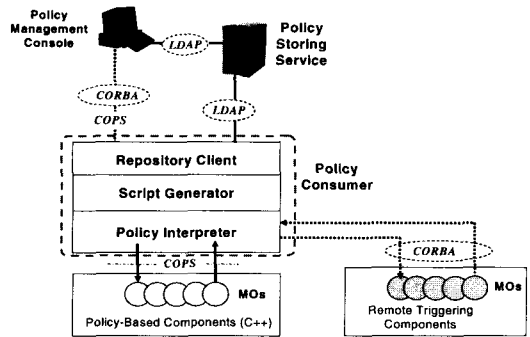 Policy
Management
Console
LDAP
Policy
Storing
Service
CORBA
COPS
LDAP
Repository Client
Script Generator
Policy Interpreter
Policy
Consumer
COPS
CORBA
MOs
Policy-Based Components (C++)
MOs
Remote Triggering
Components